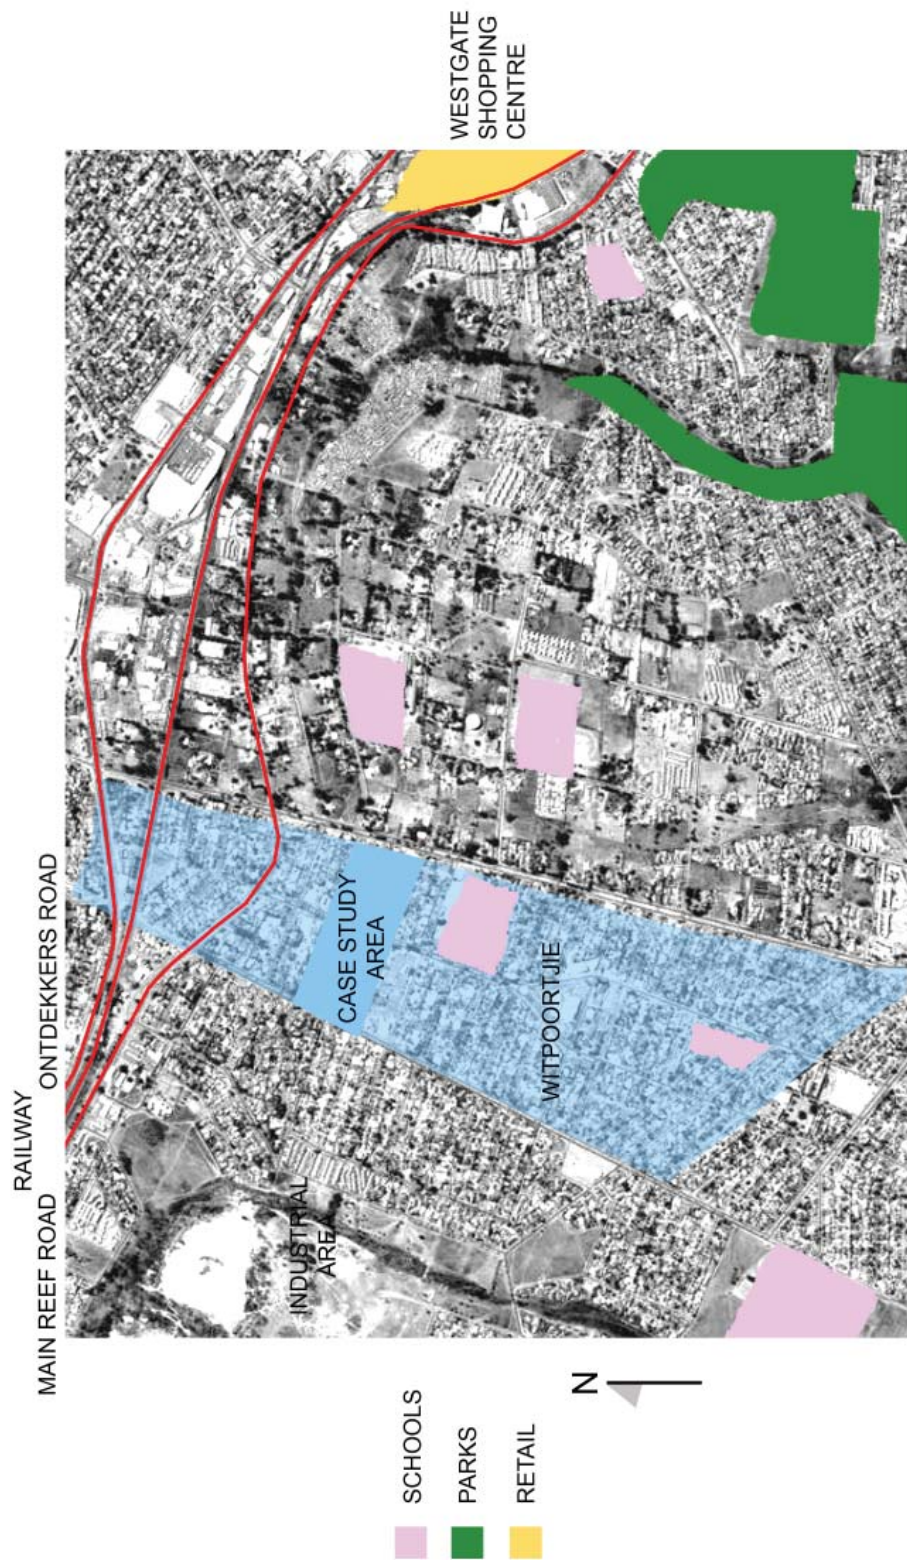 MAIN REEF ROAD
RAILWAY
ONTDEKKERS ROAD
WESTGATE
SHOPPING
CENTRE
INDUSTRIAL
AREA
CASE STUDY
AREA
WITPOORTJIE
N
SCHOOLS
PARKS
RETAIL